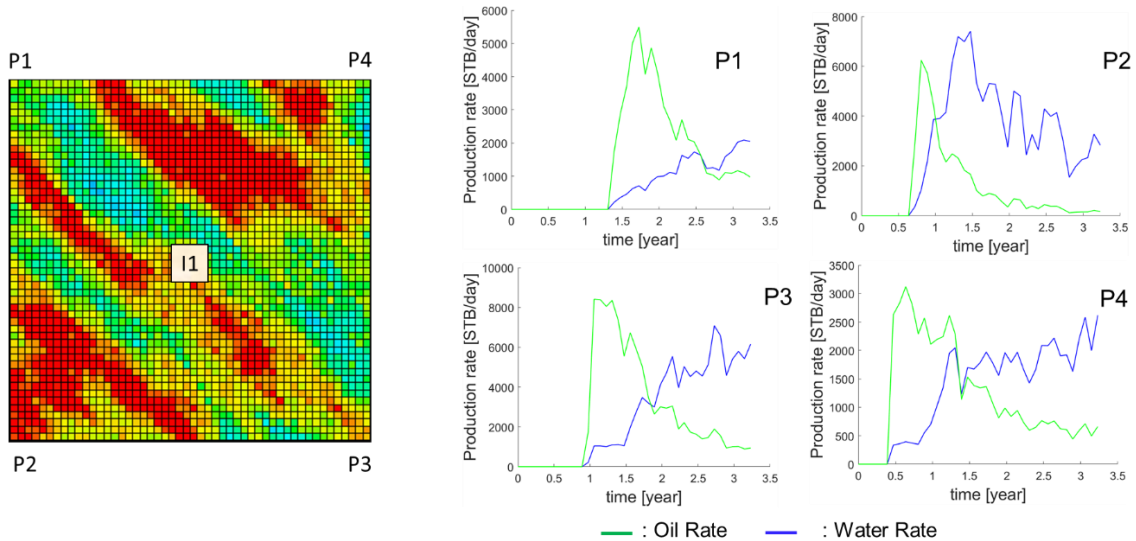 P1
P4
I1
P2
P3
P1
Production rate [STB/day]
6000
5000
4000
3000
2000
1000
0
0 0.5 1 1.5 2 2.5 3 3.5
time [year]
P2
Production rate [STB/day]
8000
6000
4000
2000
0
0 0.5 1 1.5 2 2.5 3 3.5
time [year]
P3
Production rate [STB/day]
10000
8000
6000
4000
2000
0
0 0.5 1 1.5 2 2.5 3 3.5
time [year]
P4
Production rate [STB/day]
3500
3000
2500
2000
1500
1000
500
0
0 0.5 1 1.5 2 2.5 3 3.5
time [year]
: Oil Rate : Water Rate